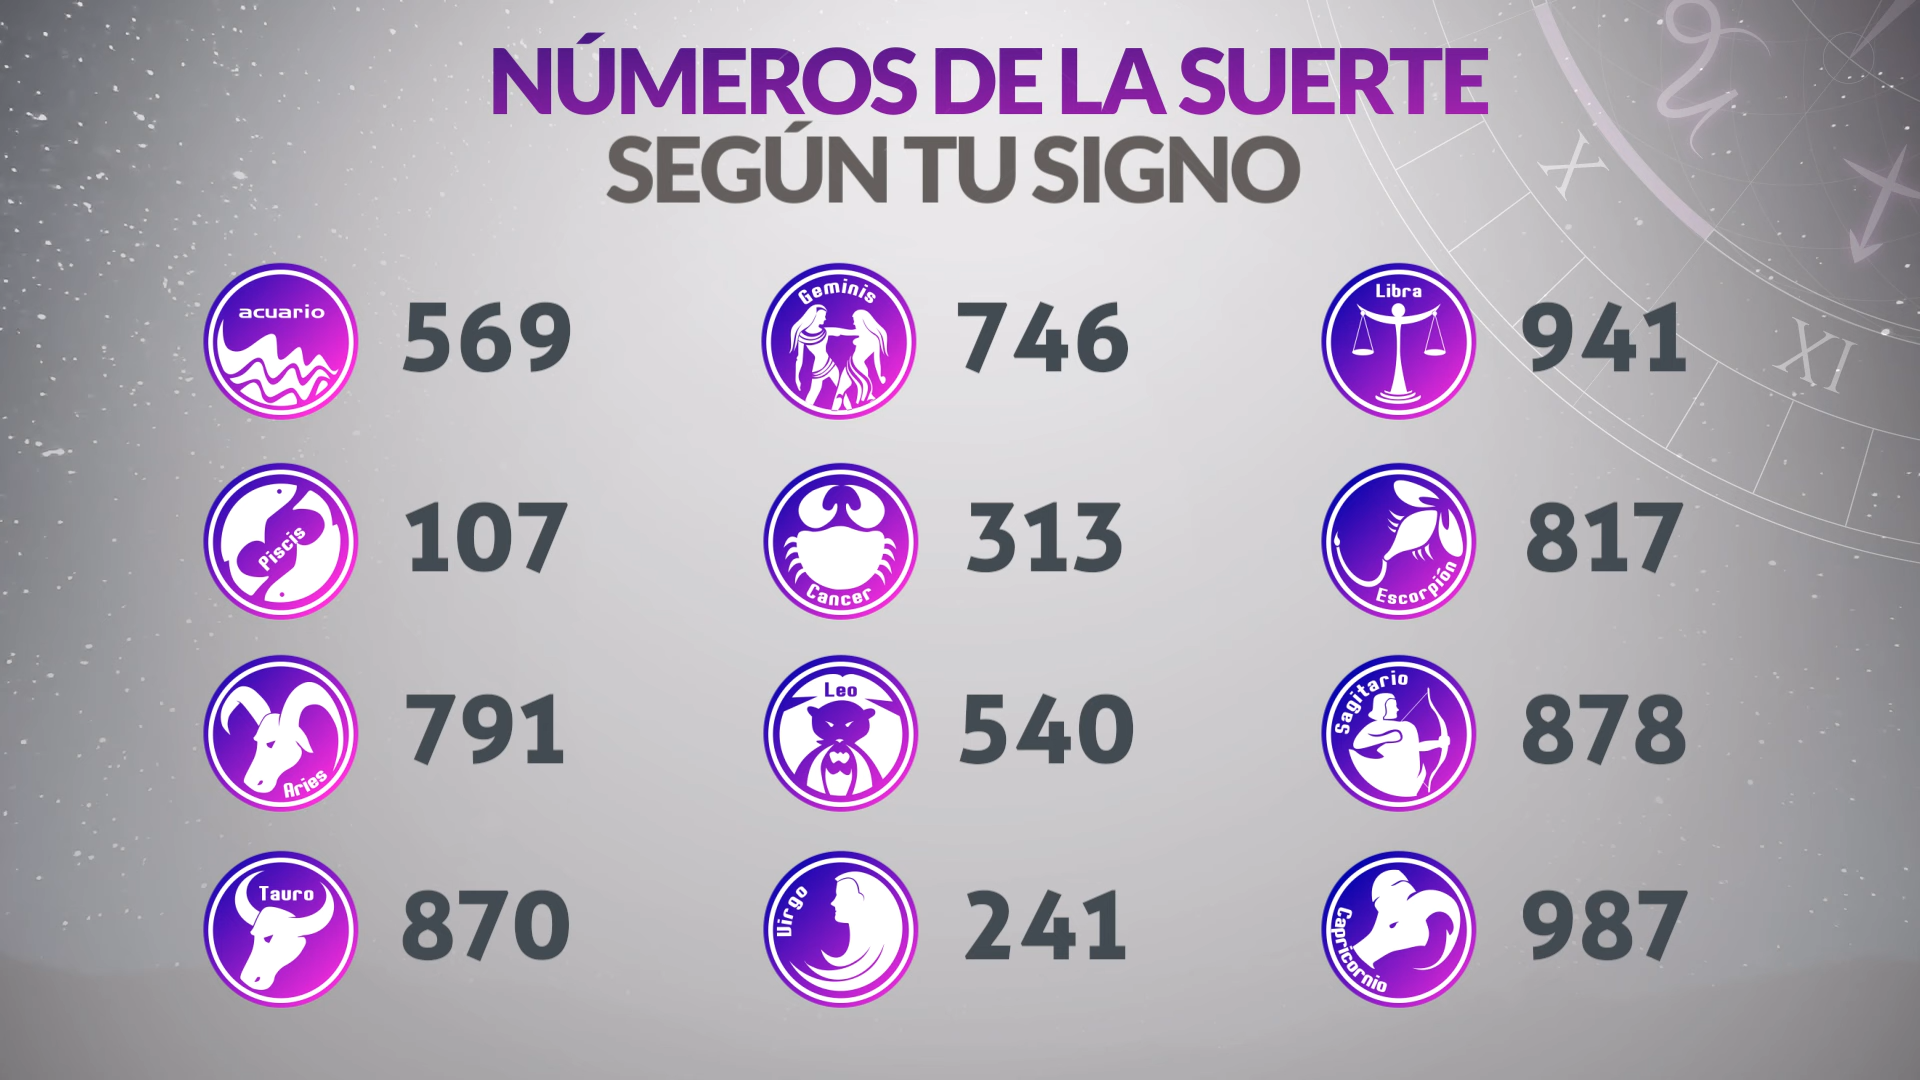 NÚMEROS DE LA SUERTE
SEGÚN TU SIGNO
acuario 569
Geminis 746
Libra 941
X
XI
Piscis 107
Cancer 313
Escorpión 817
Aries 791
Leo 540
Sagitario 878
Tauro 870
Virgo 241
Capricornio 987